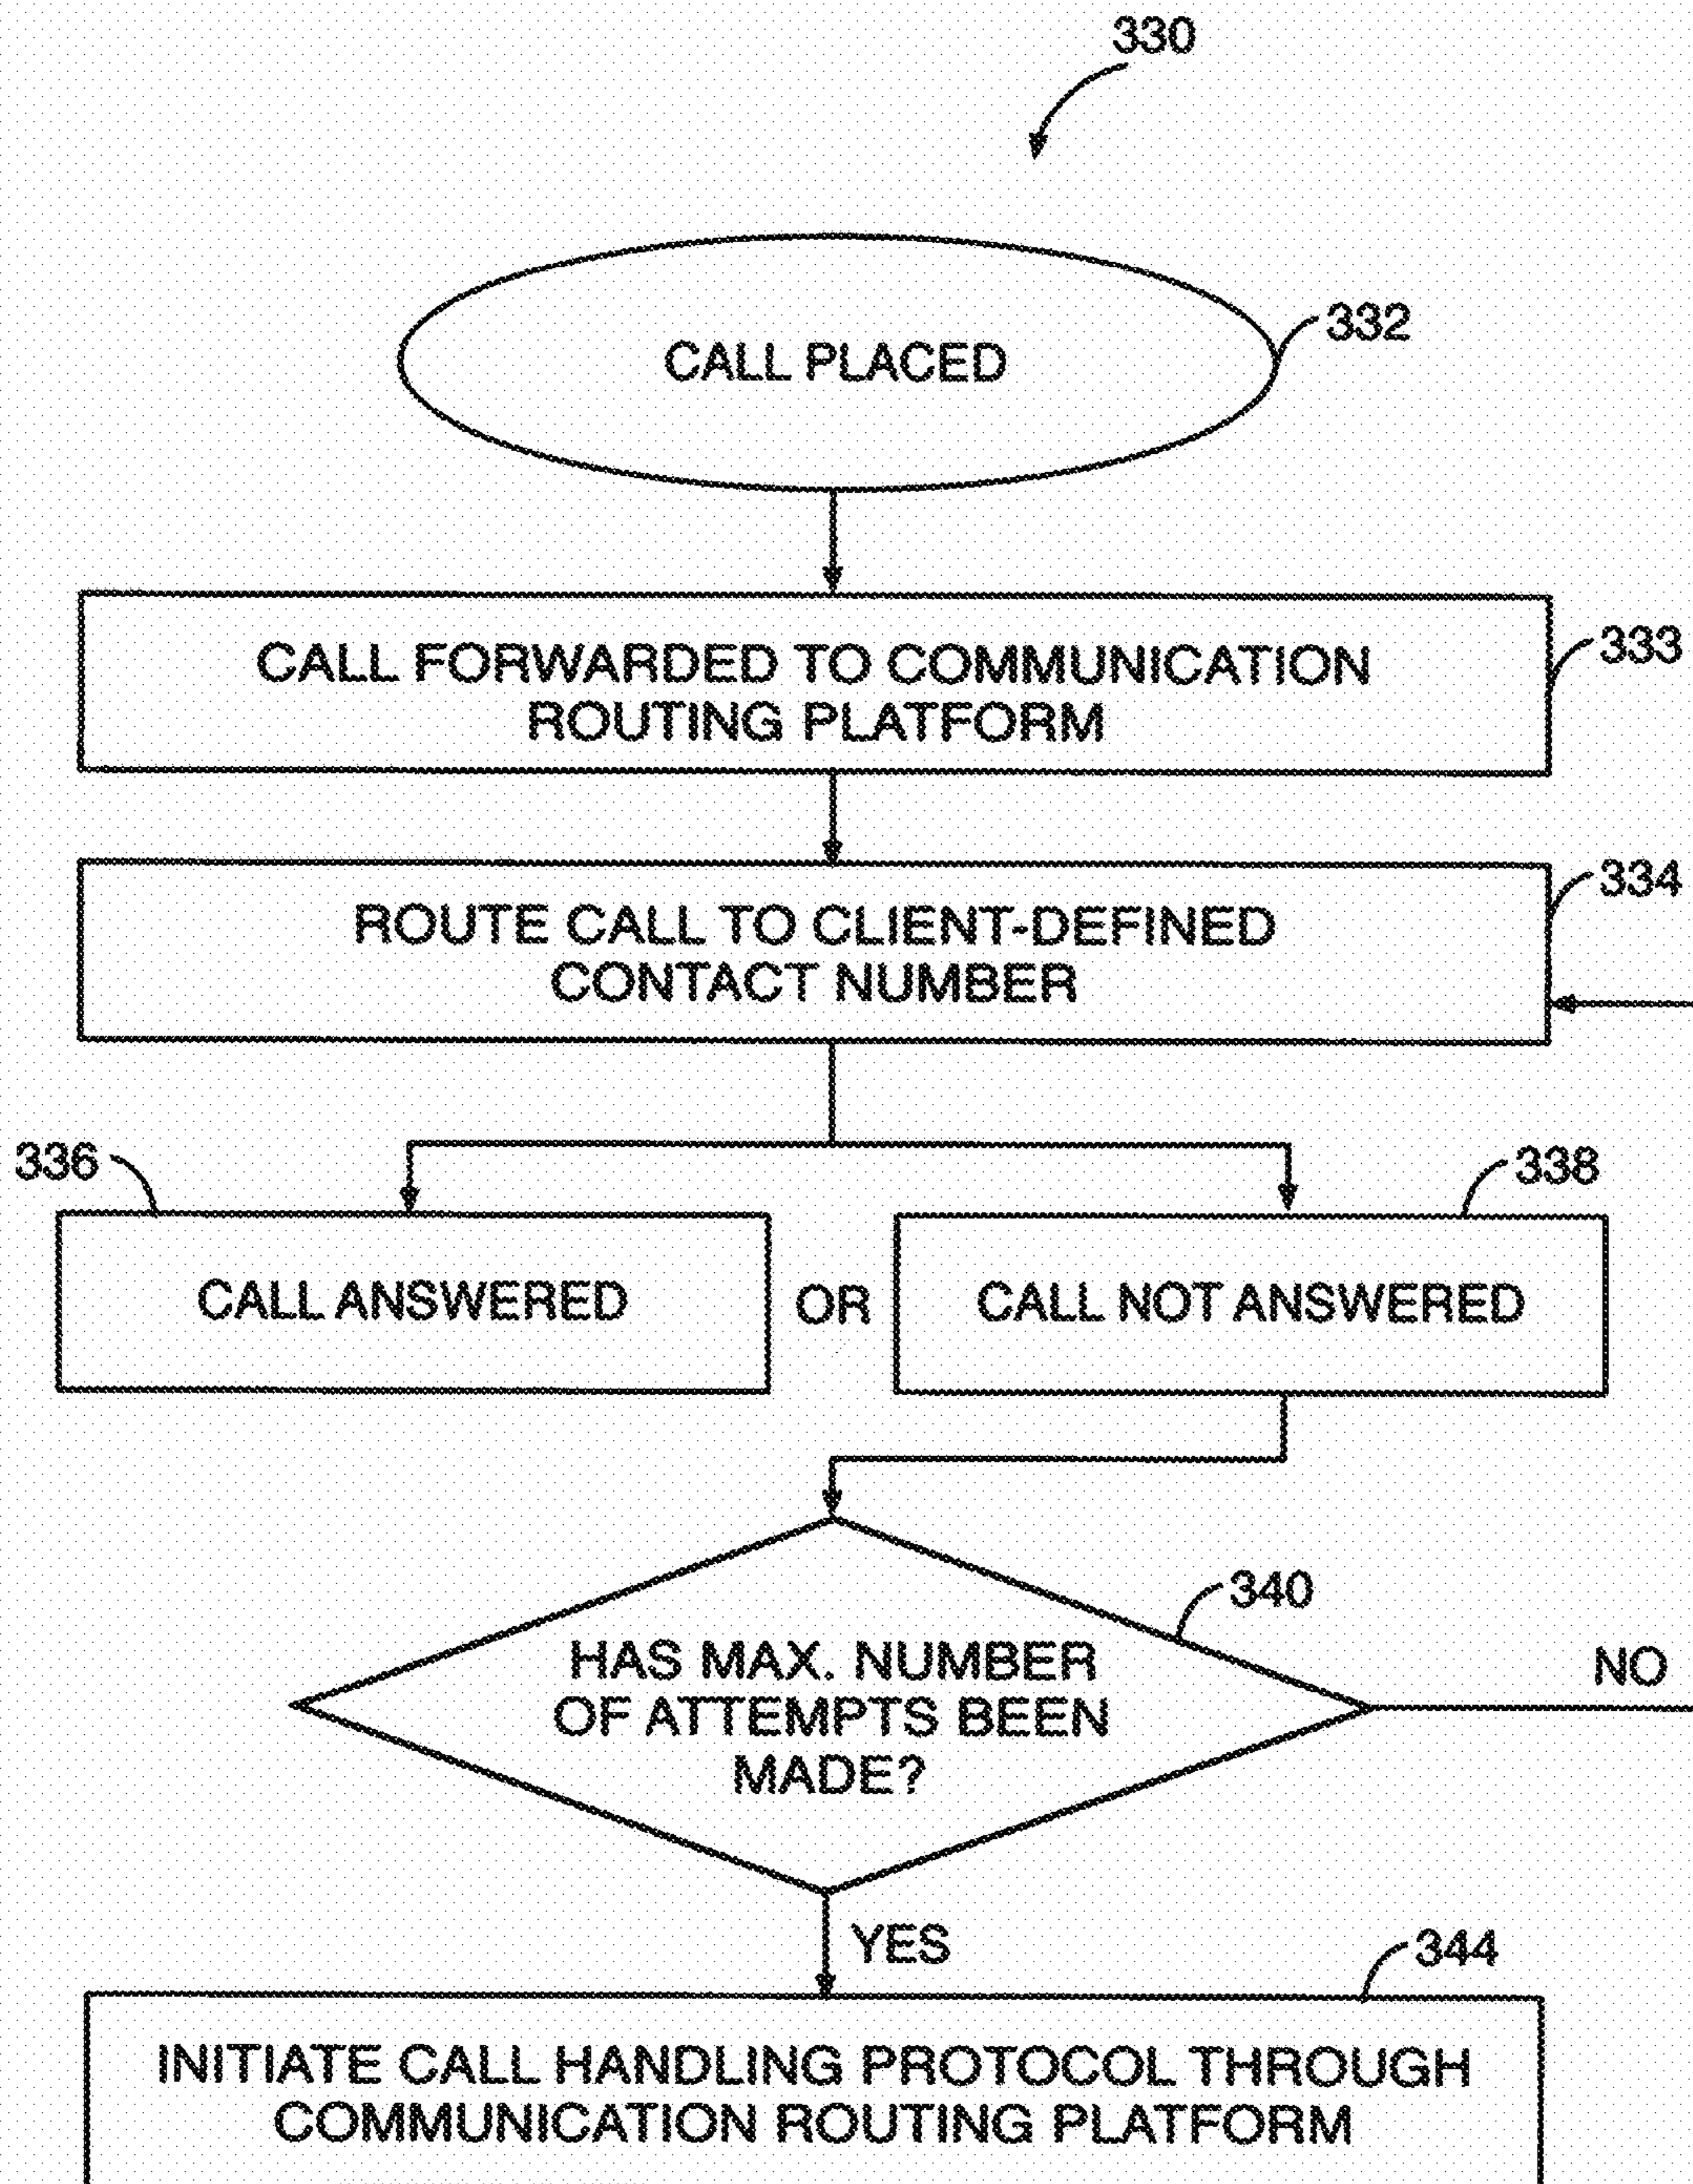 330
CALL PLACED
332
CALL FORWARDED TO COMMUNICATION
ROUTING PLATFORM
333
ROUTE CALL TO CLIENT-DEFINED
CONTACT NUMBER
334
336
338
CALL ANSWERED
OR
CALL NOT ANSWERED
340
HAS MAX. NUMBER
OF ATTEMPTS BEEN
MADE?
NO
YES
344
INITIATE CALL HANDLING PROTOCOL THROUGH
COMMUNICATION ROUTING PLATFORM